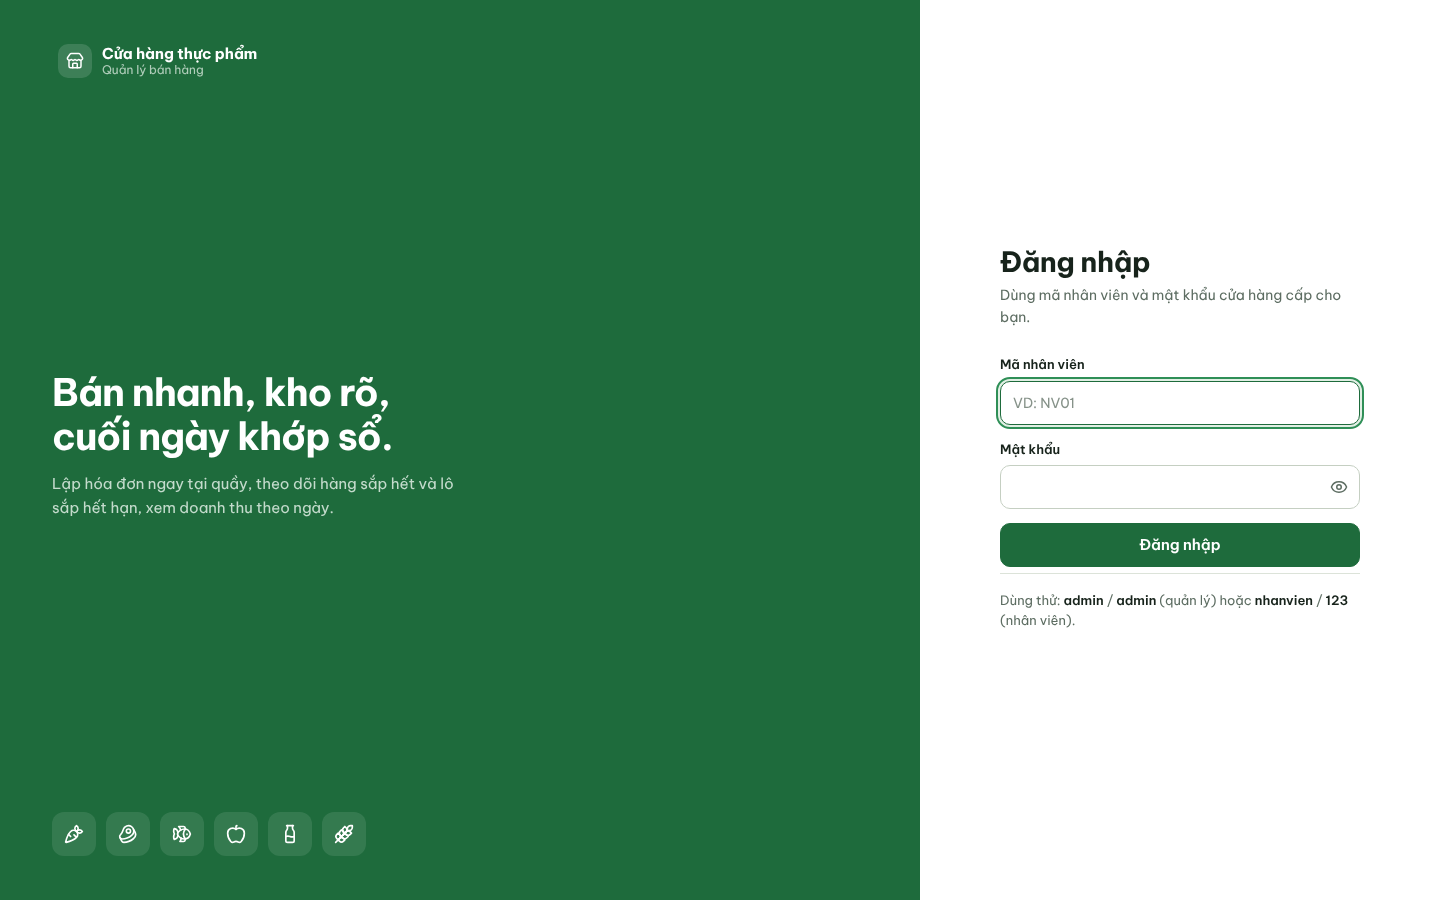 Cửa hàng thực phẩm
Quản lý bán hàng
Bán nhanh, kho rõ,
cuối ngày khớp sổ.
Lập hóa đơn ngay tại quầy, theo dõi hàng sắp hết và lô
sắp hết hạn, xem doanh thu theo ngày.
Đăng nhập
Dùng mã nhân viên và mật khẩu cửa hàng cấp cho
bạn.
Mã nhân viên
VD: NV01
Mật khẩu
Đăng nhập
Dùng thử: admin / admin (quản lý) hoặc nhanvien / 123
(nhân viên).